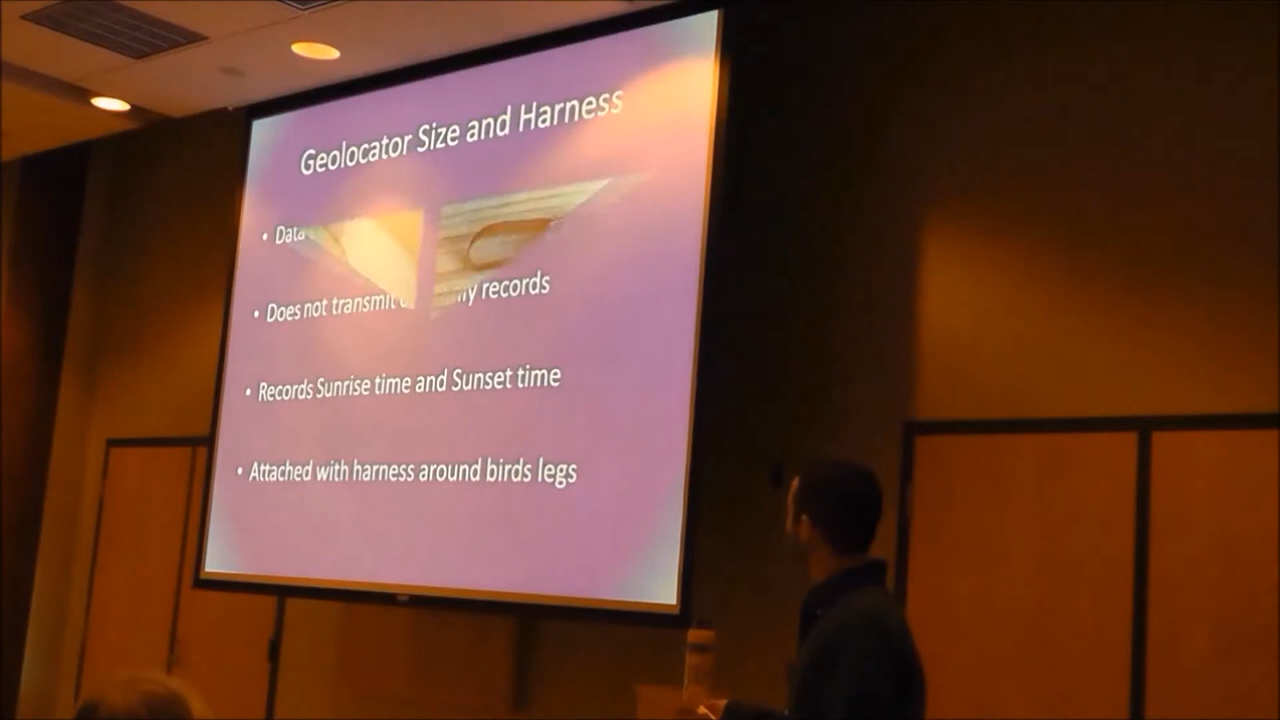 Geolocator Size and Harness
• Data
• Does not transmit records
• Records Sunrise time and Sunset time
• Attached with harness around birds legs